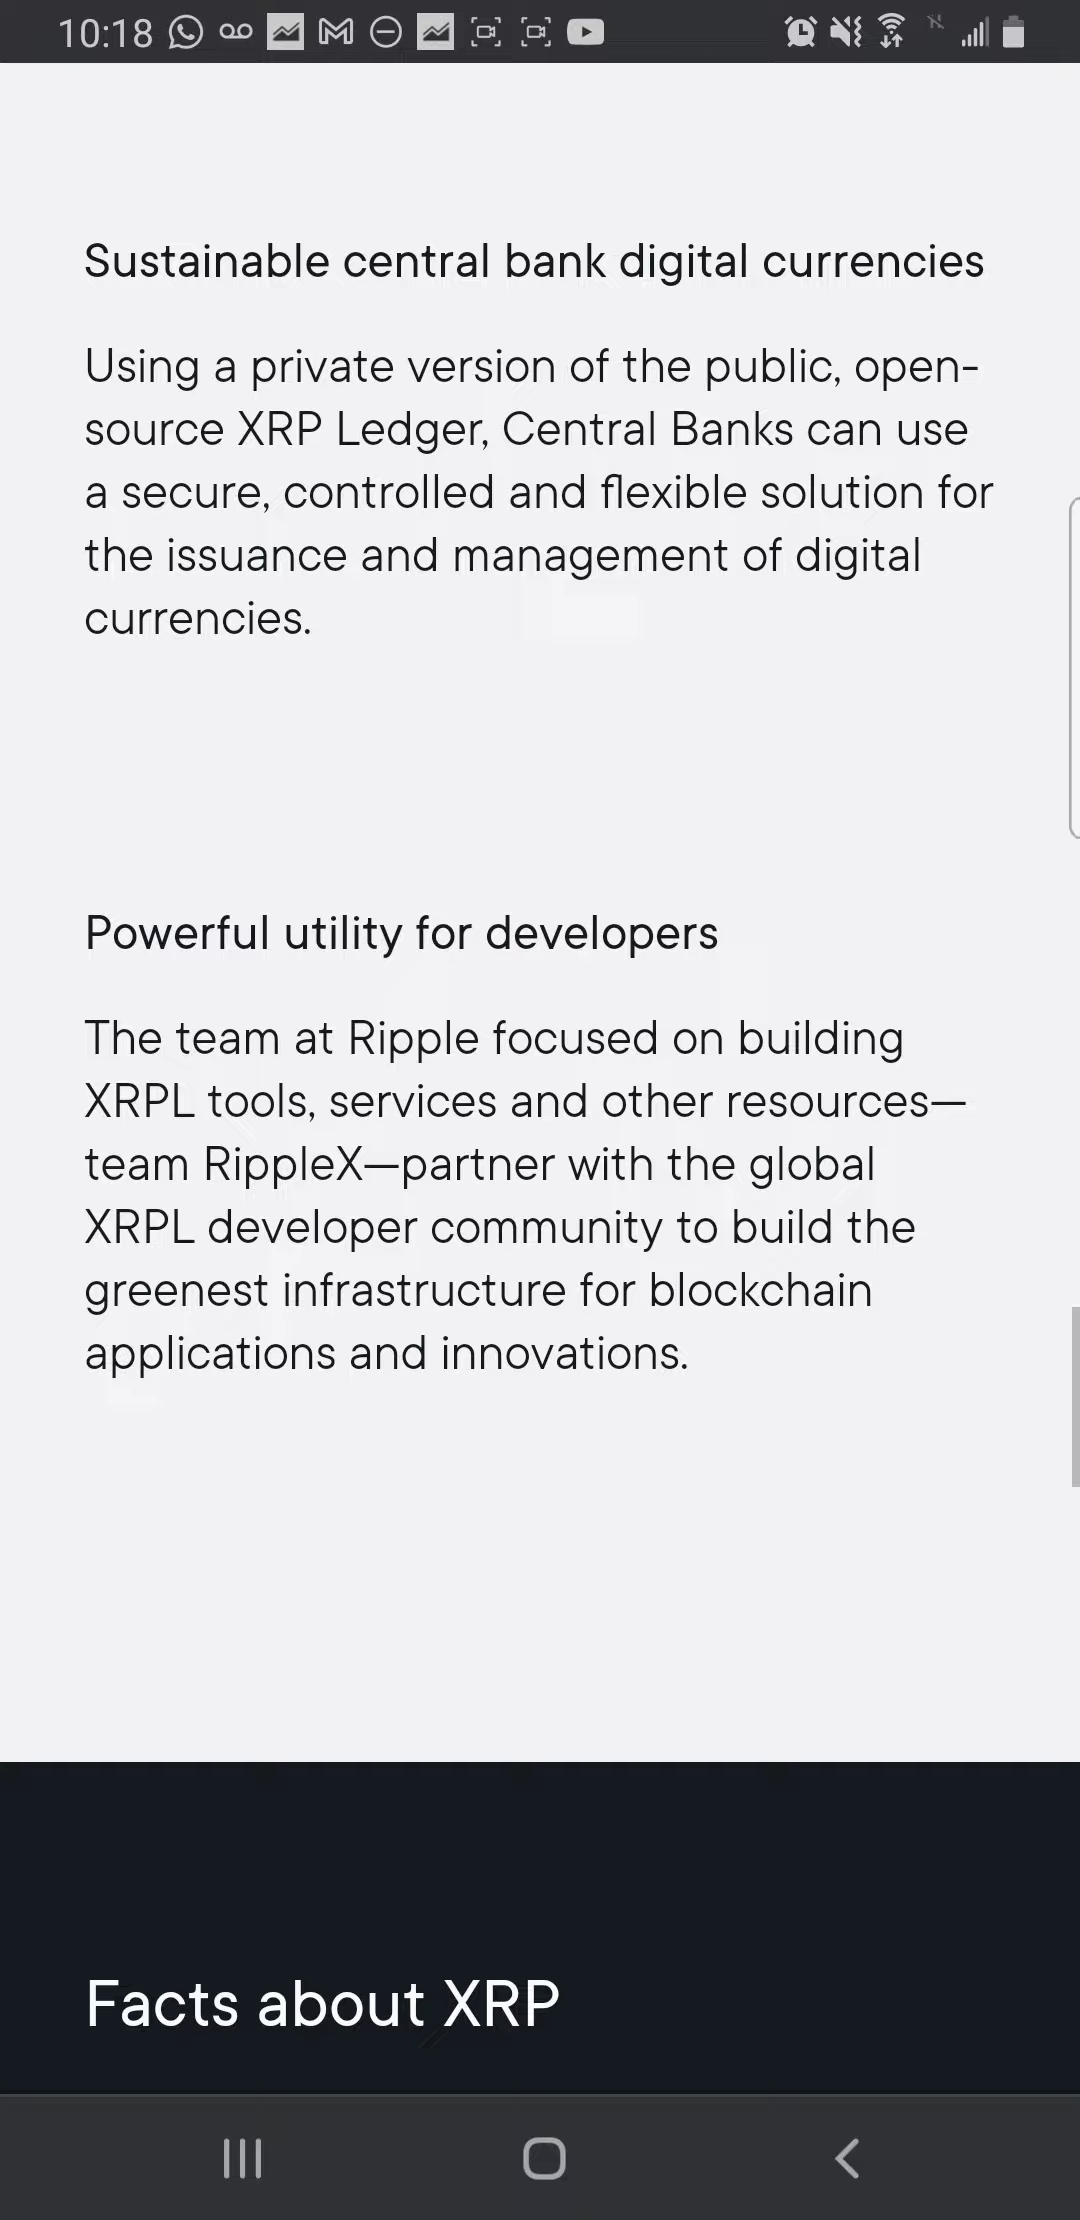 10:18
Sustainable central bank digital currencies
Using a private version of the public, open-
source XRP Ledger, Central Banks can use
a secure, controlled and flexible solution for
the issuance and management of digital
currencies.
Powerful utility for developers
The team at Ripple focused on building
XRPL tools, services and other resources—
team RippleX—partner with the global
XRPL developer community to build the
greenest infrastructure for blockchain
applications and innovations.
Facts about XRP